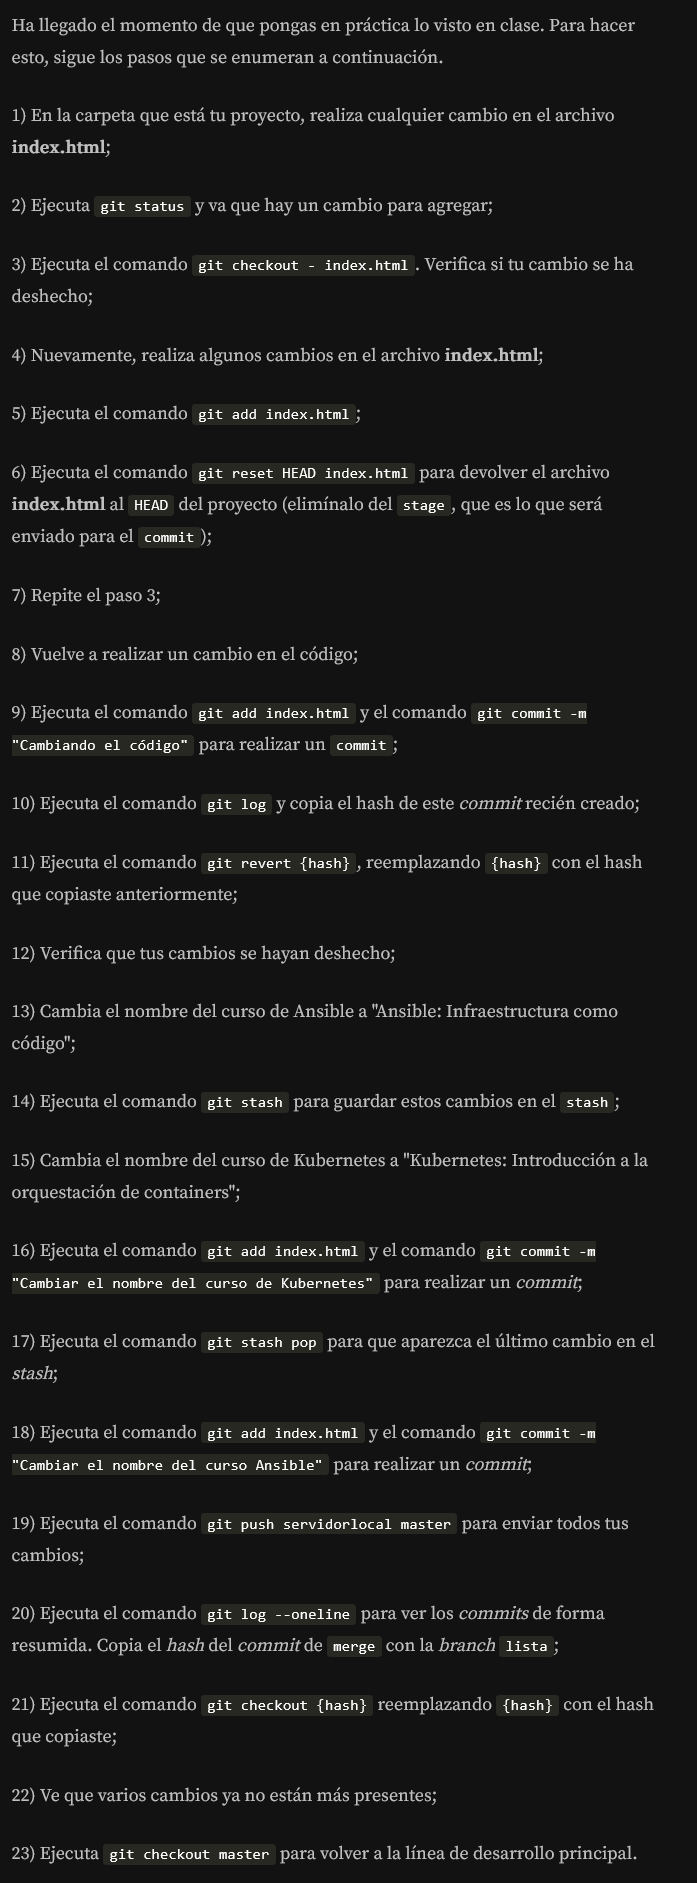 Ha llegado el momento de que pongas en práctica lo visto en clase. Para hacer
esto, sigue los pasos que se enumeran a continuación.
1) En la carpeta que está tu proyecto, realiza cualquier cambio en el archivo
index.html;
2) Ejecuta git status y va que hay un cambio para agregar;
3) Ejecuta el comando git checkout - index.html. Verifica si tu cambio se ha
deshecho;
4) Nuevamente, realiza algunos cambios en el archivo index.html;
5) Ejecuta el comando git add index.html;
6) Ejecuta el comando git reset HEAD index.html para devolver el archivo
index.html al HEAD del proyecto (elimínalo del stage, que es lo que será
enviado para el commit);
7) Repite el paso 3;
8) Vuelve a realizar un cambio en el código;
9) Ejecuta el comando git add index.html y el comando git commit -m
"Cambiando el código" para realizar un commit;
10) Ejecuta el comando git log y copia el hash de este commit recién creado;
11) Ejecuta el comando git revert {hash}, reemplazando {hash} con el hash
que copiaste anteriormente;
12) Verifica que tus cambios se hayan deshecho;
13) Cambia el nombre del curso de Ansible a "Ansible: Infraestructura como
código";
14) Ejecuta el comando git stash para guardar estos cambios en el stash;
15) Cambia el nombre del curso de Kubernetes a "Kubernetes: Introducción a la
orquestación de containers";
16) Ejecuta el comando git add index.html y el comando git commit -m
"Cambiar el nombre del curso de Kubernetes" para realizar un commit;
17) Ejecuta el comando git stash pop para que aparezca el último cambio en el
stash;
18) Ejecuta el comando git add index.html y el comando git commit -m
"Cambiar el nombre del curso Ansible" para realizar un commit;
19) Ejecuta el comando git push servidorlocal master para enviar todos tus
cambios;
20) Ejecuta el comando git log --oneline para ver los commits de forma
resumida. Copia el hash del commit de merge con la branch lista;
21) Ejecuta el comando git checkout {hash} reemplazando {hash} con el hash
que copiaste;
22) Ve que varios cambios ya no están más presentes;
23) Ejecuta git checkout master para volver a la línea de desarrollo principal.